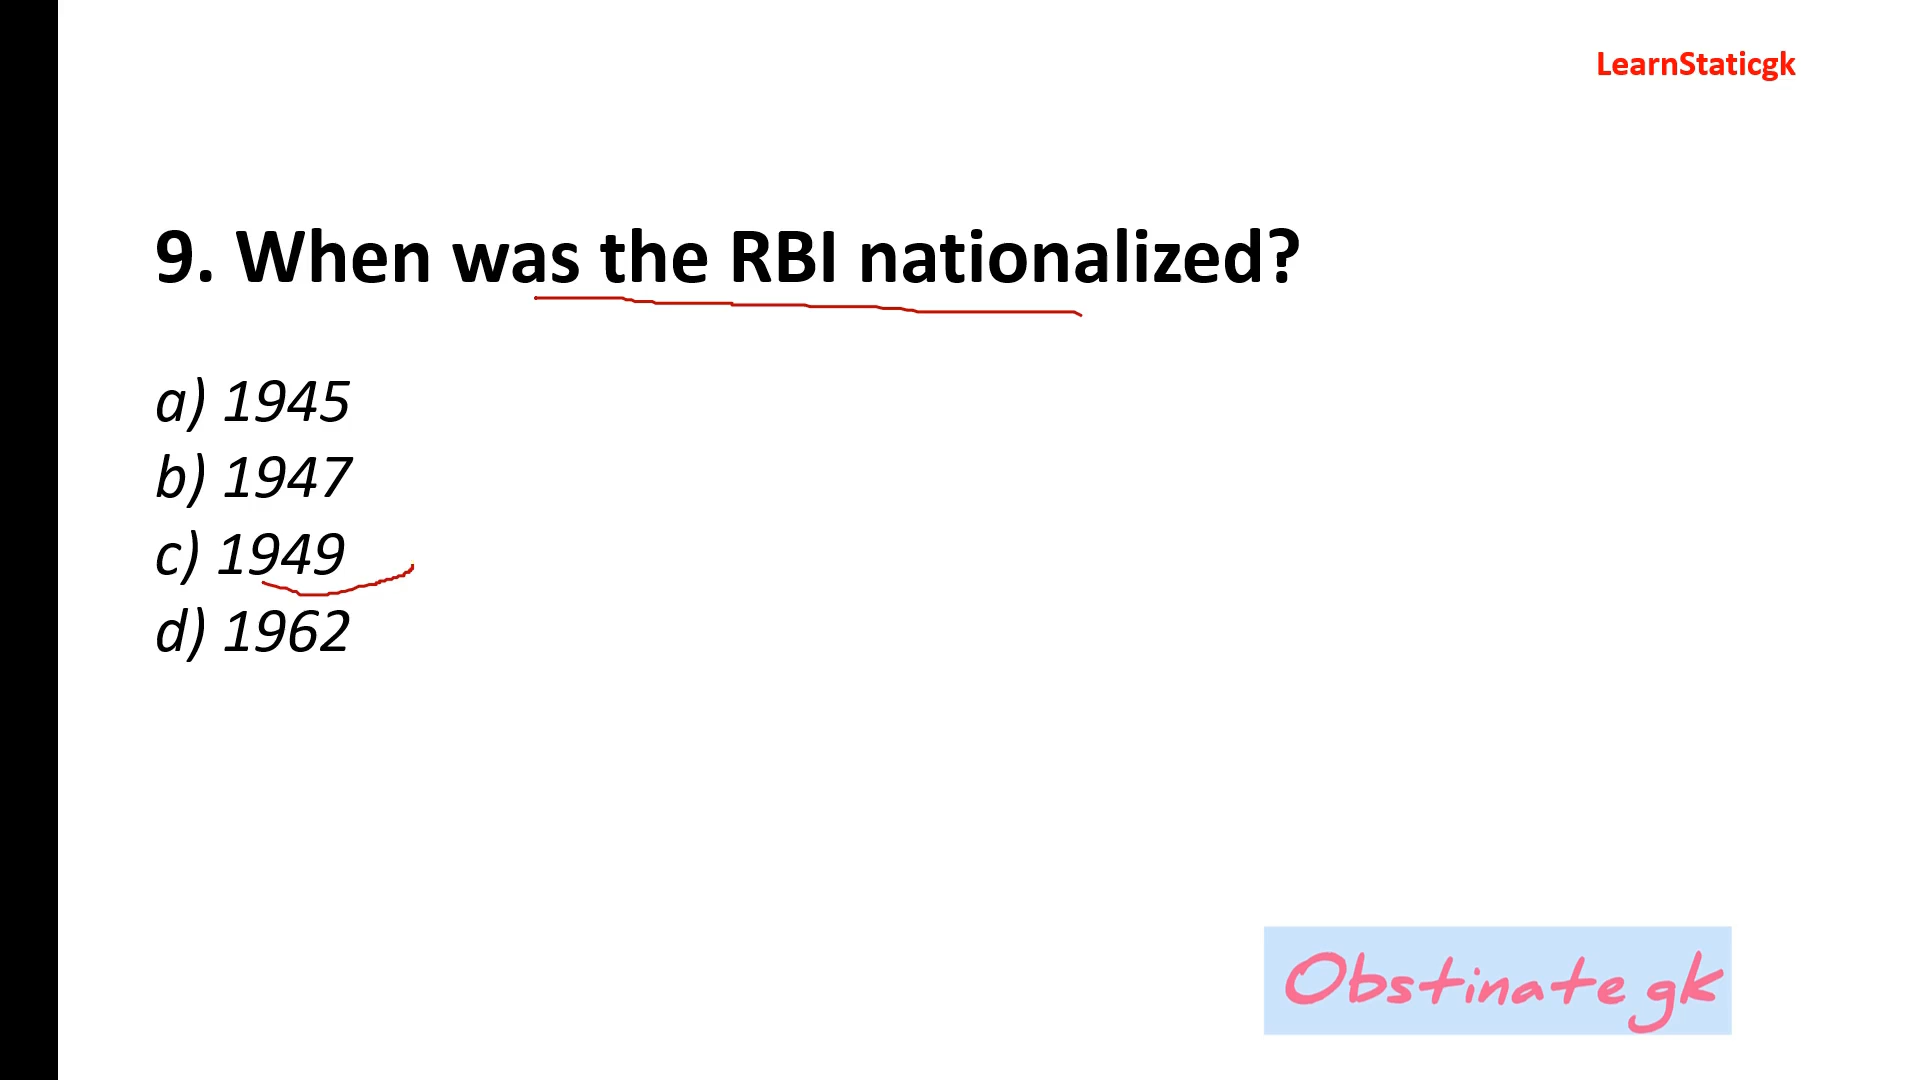 LearnStaticgk
9. When was the RBI nationalized?
a) 1945
b) 1947
c) 1949
d) 1962
Obstinate gk